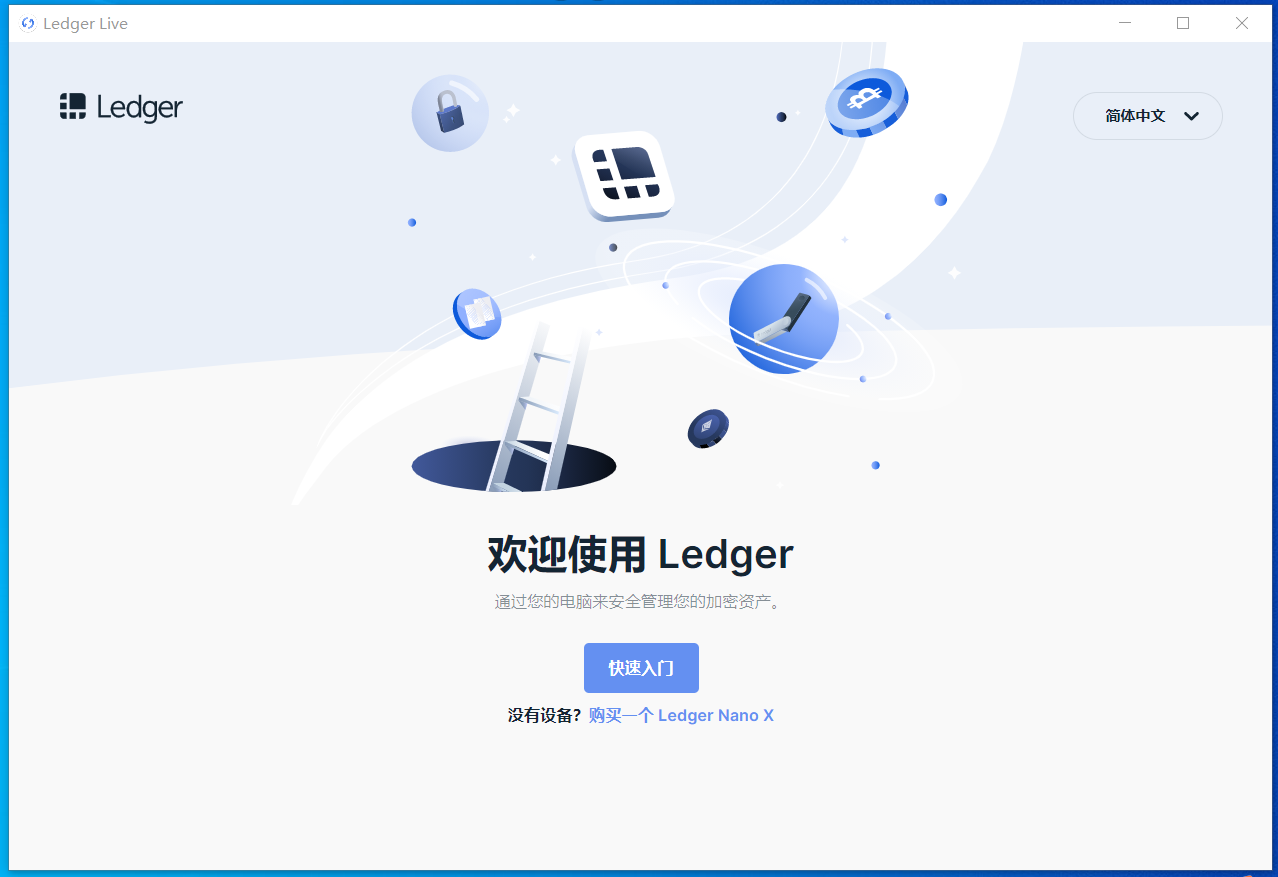 Ledger Live
Ledger
简体中文
欢迎使用 Ledger
通过您的电脑来安全管理您的加密资产。
快速入门
没有设备？购买一个 Ledger Nano X